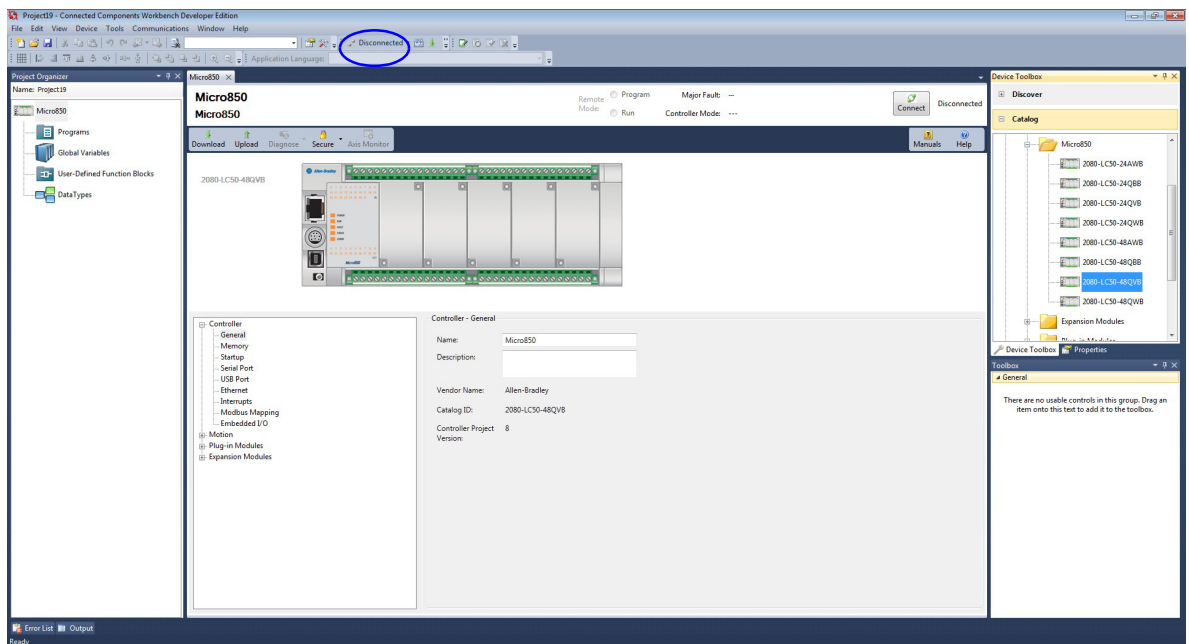 Project19 - Connected Components Workbench Developer Edition
File Edit View Device Tools Communications Window Help
Disconnected
Application Language:
Project Organizer
Name: Project19
Micro850
Programs
Global Variables
User-Defined Function Blocks
DataTypes
Micro850
Micro850
Micro850
Remote Mode:
Program
Run
Major Fault: --
Controller Mode: ---
Connect
Disconnected
Download Upload Diagnose Secure Axis Monitor
Manuals Help
2080-LC50-48QVB
Allen-Bradley
Controller
General
Memory
Startup
Serial Port
USB Port
Ethernet
Interrupts
Modbus Mapping
Embedded I/O
Motion
Plug-in Modules
Expansion Modules
Controller - General
Name: Micro850
Description:
Vendor Name: Allen-Bradley
Catalog ID: 2080-LC50-48QVB
Controller Project Version: 8
Device Toolbox
Discover
Catalog
Micro850
2080-LC50-24AWB
2080-LC50-24QBB
2080-LC50-24QVB
2080-LC50-24QWB
2080-LC50-48AWB
2080-LC50-48QBB
2080-LC50-48QVB
2080-LC50-48QWB
Expansion Modules
Device Toolbox Properties
Toolbox
General
There are no usable controls in this group. Drag an
item onto this text to add it to the toolbox.
Error List Output
Ready